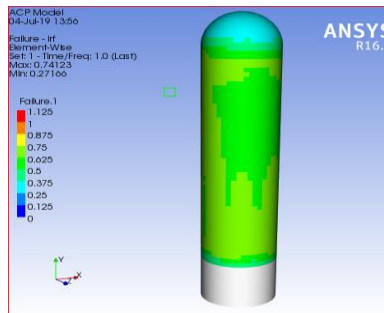 ACP Model
04-Jul-19 13:56
Failure - irf
Element-Wise
Set: 1 - Time/Freq: 1.0 (Last)
Max: 0.74123
Min: 0.27166
ANSYS
R16.
Failure.1
1.125
1
0.875
0.75
0.625
0.5
0.375
0.25
0.125
0
Y
X